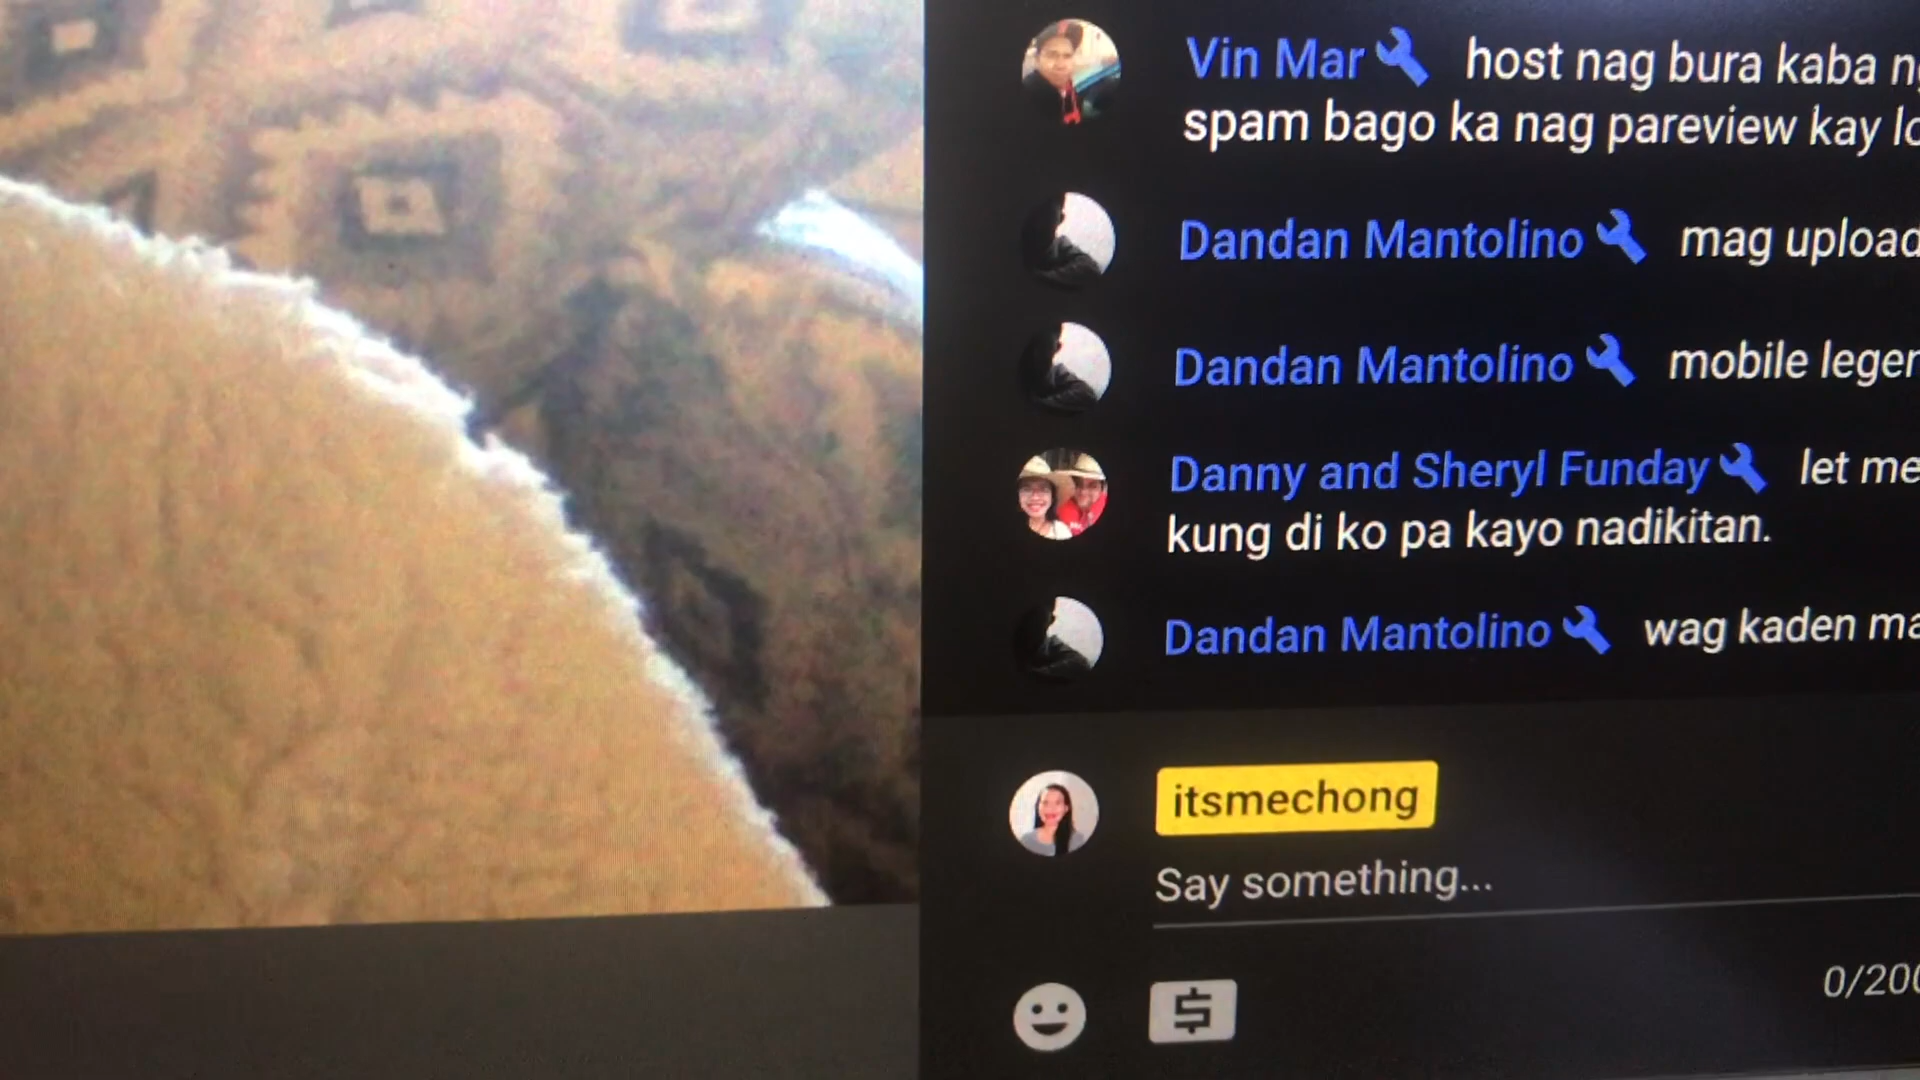 Vin Mar host nag bura kaba
spam bago ka nag pareview kay
Dandan Mantolino mag upload
Dandan Mantolino mobile
Danny and Sheryl Funday let me
kung di ko pa kayo nadikitan.
Dandan Mantolino wag kaden
itsmechong
Say something...
0/200